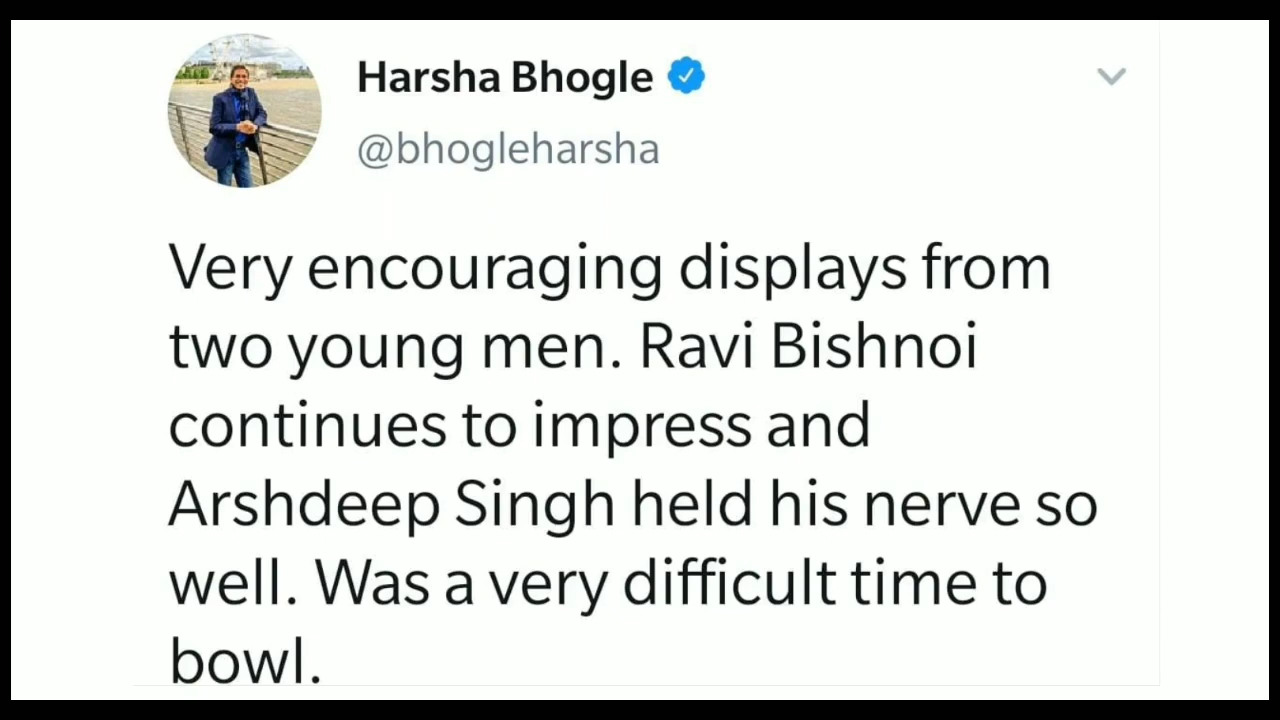 Harsha Bhogle
@bhogleharsha
Very encouraging displays from
two young men. Ravi Bishnoi
continues to impress and
Arshdeep Singh held his nerve so
well. Was a very difficult time to
bowl.